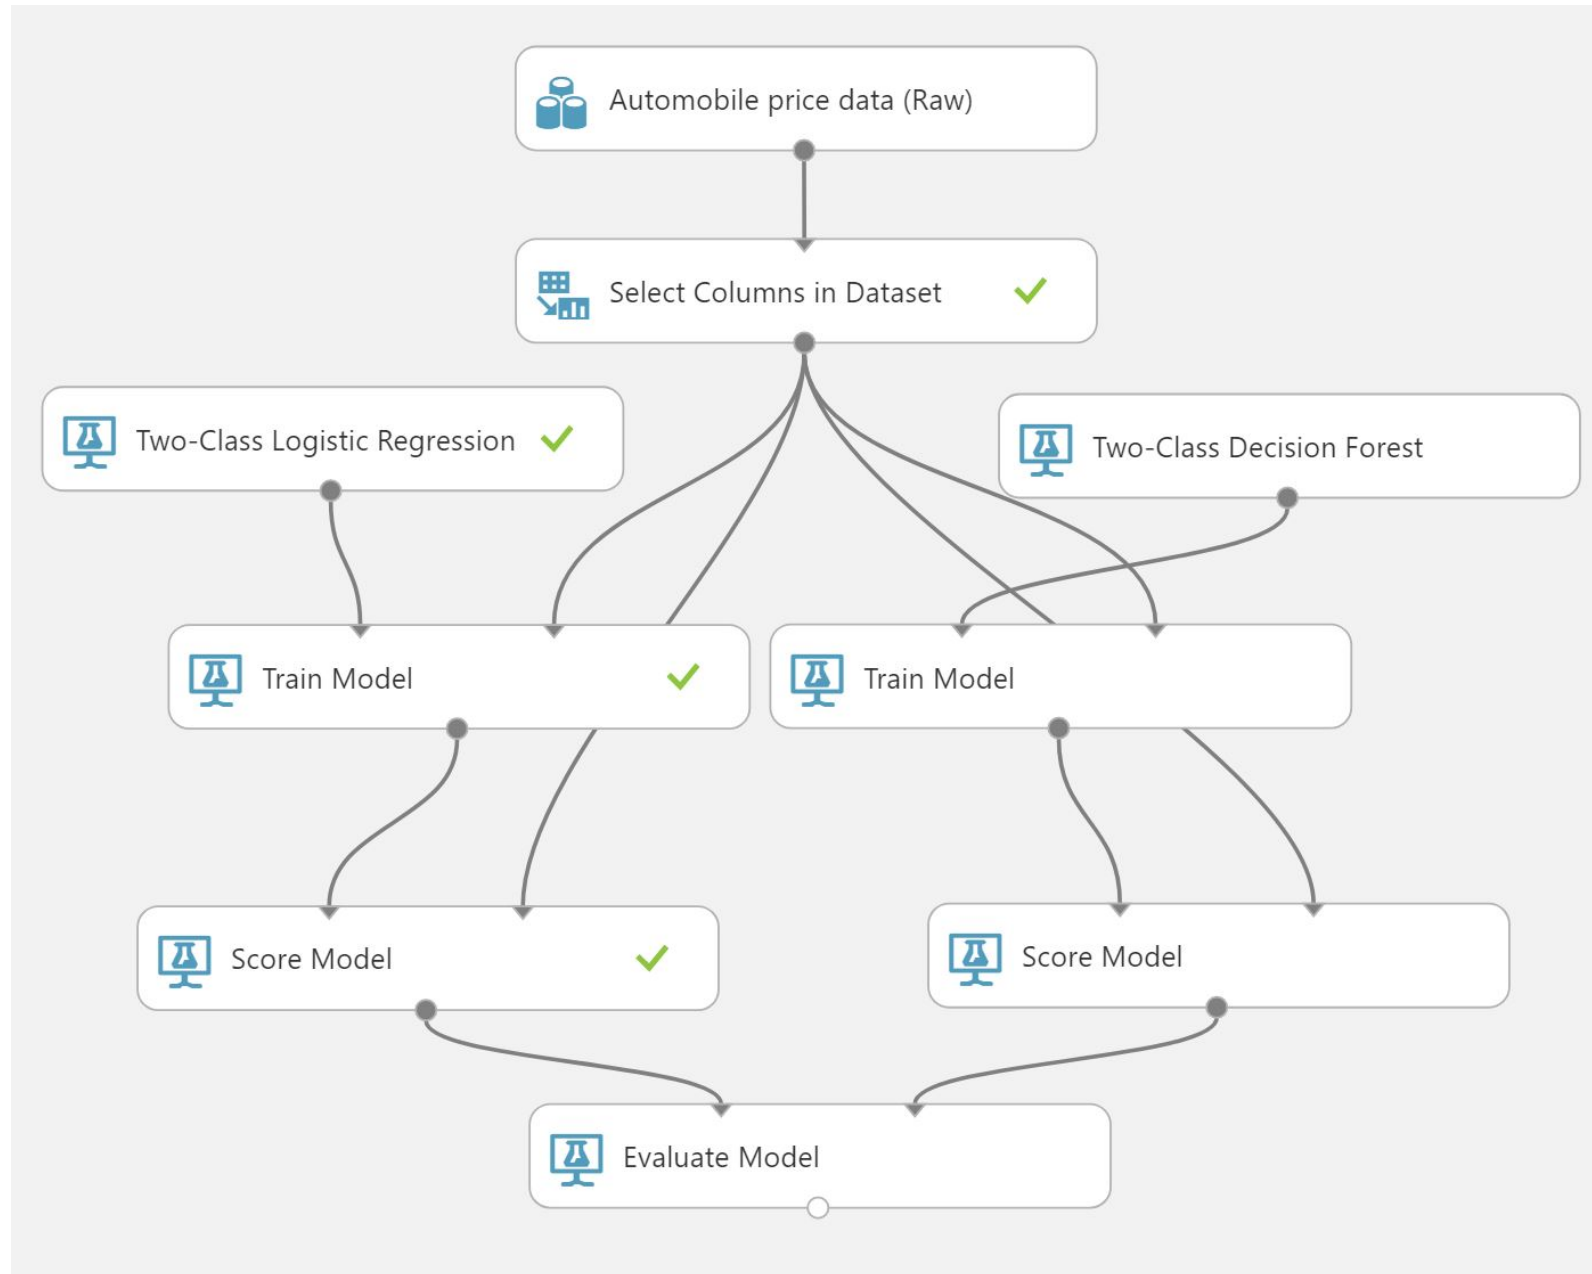 Automobile price data (Raw)
Select Columns in Dataset
Two-Class Logistic Regression
Two-Class Decision Forest
Train Model
Train Model
Score Model
Score Model
Evaluate Model